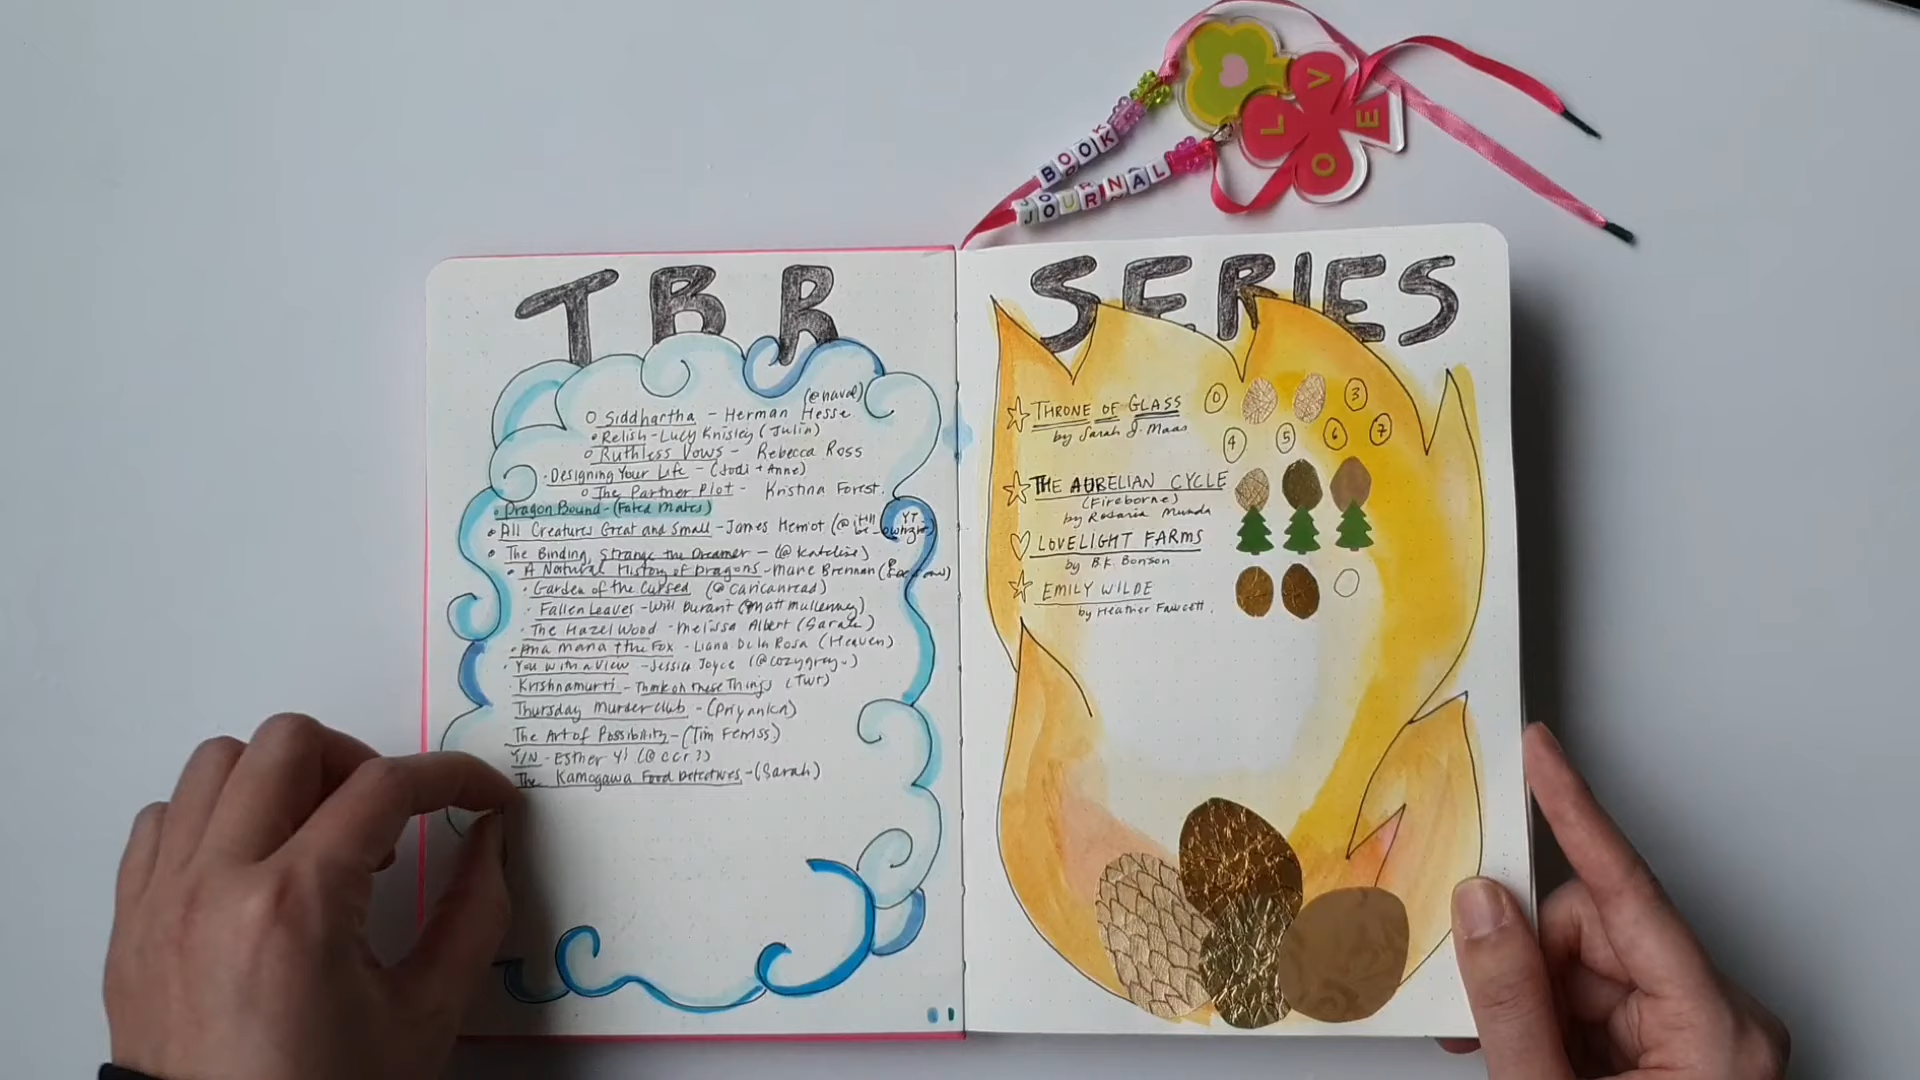 BOOK
JOURNAL
LOVE
TBR
(@naval)
Siddhartha - Herman Hesse
Relish - Lucy Knisley (Julin)
Ruthless Vows - Rebecca Ross
Designing Your Life - (Jodi + Anne)
The Partner Plot - Kristina Forest.
Dragon Bound - (Fated Mates)
All Creatures Great and Small - James Herriot
YT
The Binding, Strange the Dreamer - (@kateline)
A Natural History of Dragons - Marie Brennan
Garden of the Cursed (@caricanread)
Fallen Leaves - Will Durant (@mattmullenney)
The Hazel Wood - Melissa Albert (Sarah)
Ana Maria + the Fox - Liana De la Rosa (Heaven)
You with a View - Jessica Joyce
Krishnamurti - Think on these Things (Twt)
Thursday Murder club - (Priyanka)
The Art of Possibility - (Tim Ferriss)
Y/N - Esther Yi
The Kamogawa Food Detectives - (Sarah)
SERIES
THRONE OF GLASS 0 3
by Sarah J. Maas 4 5 6 7
THE AURELIAN CYCLE
(Fireborne)
by Rosaria Munda
LOVELIGHT FARMS
by B.K. Borison
EMILY WILDE
by Heather Fawcett.